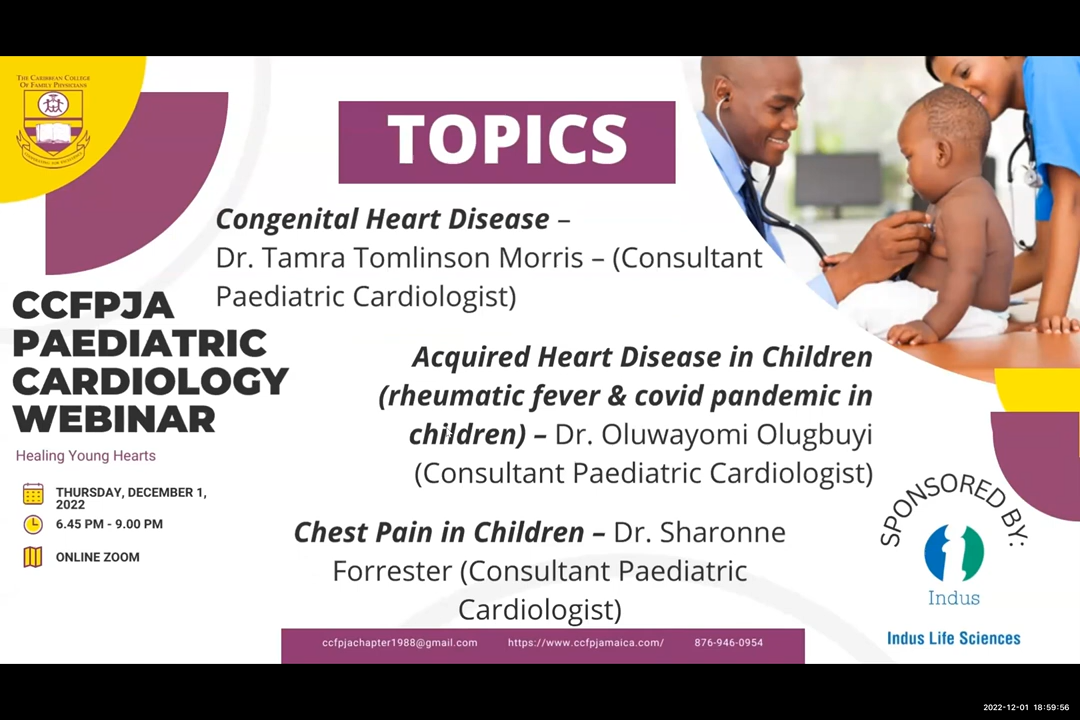 THE CARIBBEAN COLLEGE
OF FAMILY PHYSICIANS
TOPICS
Congenital Heart Disease –
Dr. Tamra Tomlinson Morris – (Consultant
Paediatric Cardiologist)
CCFPJA
PAEDIATRIC
CARDIOLOGY
WEBINAR
Healing Young Hearts
THURSDAY, DECEMBER 1,
2022
6.45 PM - 9.00 PM
ONLINE ZOOM
Acquired Heart Disease in Children
(rheumatic fever & covid pandemic in
children) – Dr. Oluwayomi Olugbuyi
(Consultant Paediatric Cardiologist)
Chest Pain in Children – Dr. Sharonne
Forrester (Consultant Paediatric
Cardiologist)
SPONSORED BY:
Indus
Indus Life Sciences
ccfpjachapter1988@gmail.com https://www.ccfpjamaica.com/ 876-946-0954
2022-12-01 18:59:56